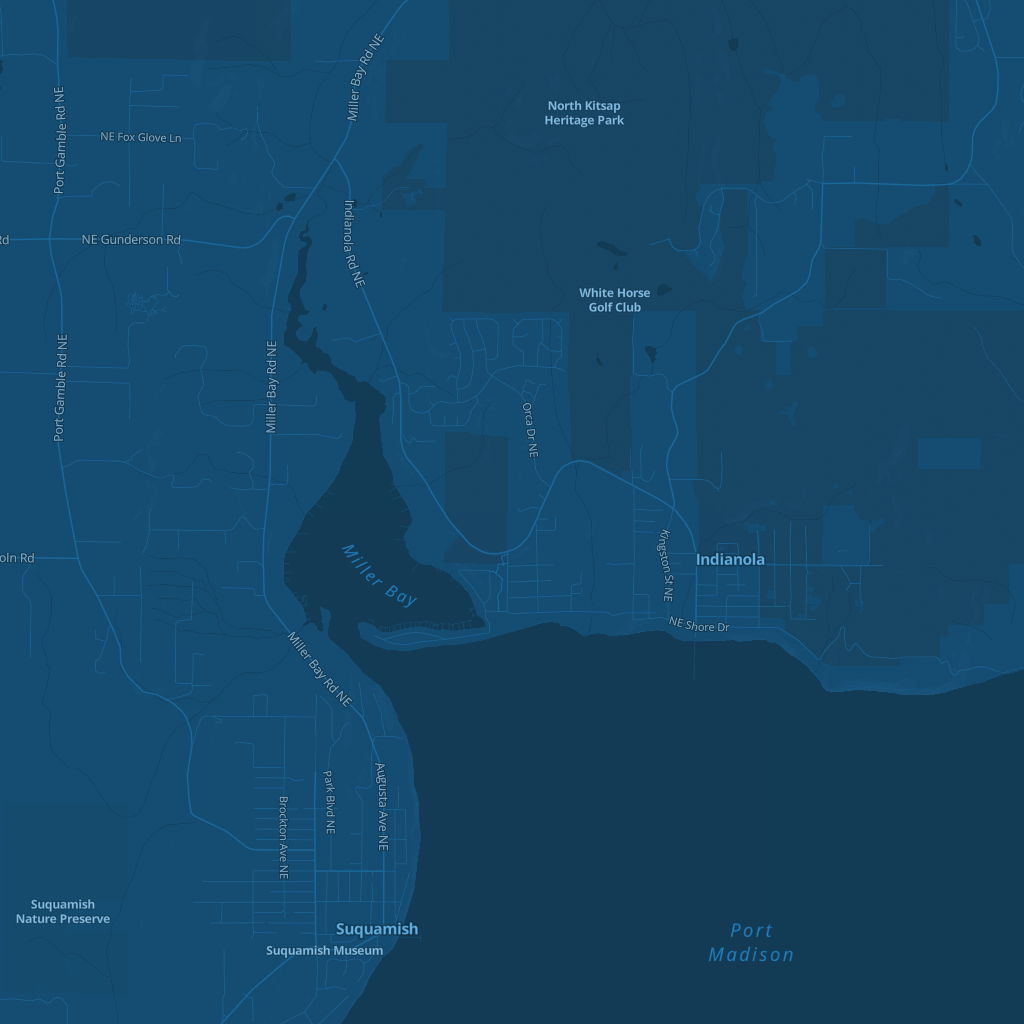 Miller Bay Rd NE
Port Gamble Rd NE
North Kitsap
Heritage Park
NE Fox Glove Ln
Indianola Rd NE
Rd
NE Gunderson Rd
White Horse
Golf Club
Port Gamble Rd NE
Miller Bay Rd NE
Orca Dr NE
oln Rd
Miller Bay
Kingston St NE
Indianola
NE Shore Dr
Miller Bay Rd NE
Park Blvd NE
Augusta Ave NE
Brockton Ave NE
Suquamish
Nature Preserve
Suquamish
Suquamish Museum
Port
Madison